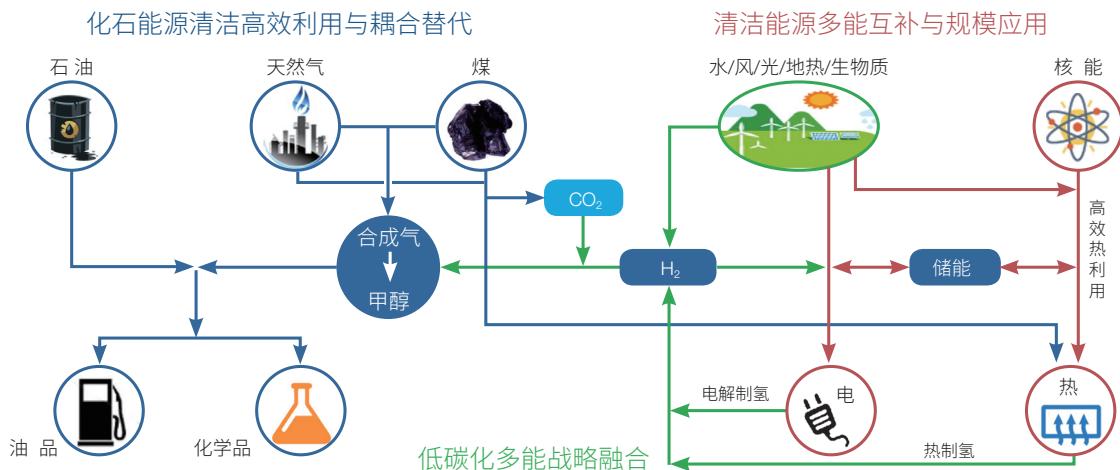 化石能源清洁高效利用与耦合替代
清洁能源多能互补与规模应用
石油
天然气
煤
水/风/光/地热/生物质
核能
CO₂
高效热利用
合成气
甲醇
H₂
储能
电解制氢
电
热
油品
化学品
热制氢
低碳化多能战略融合